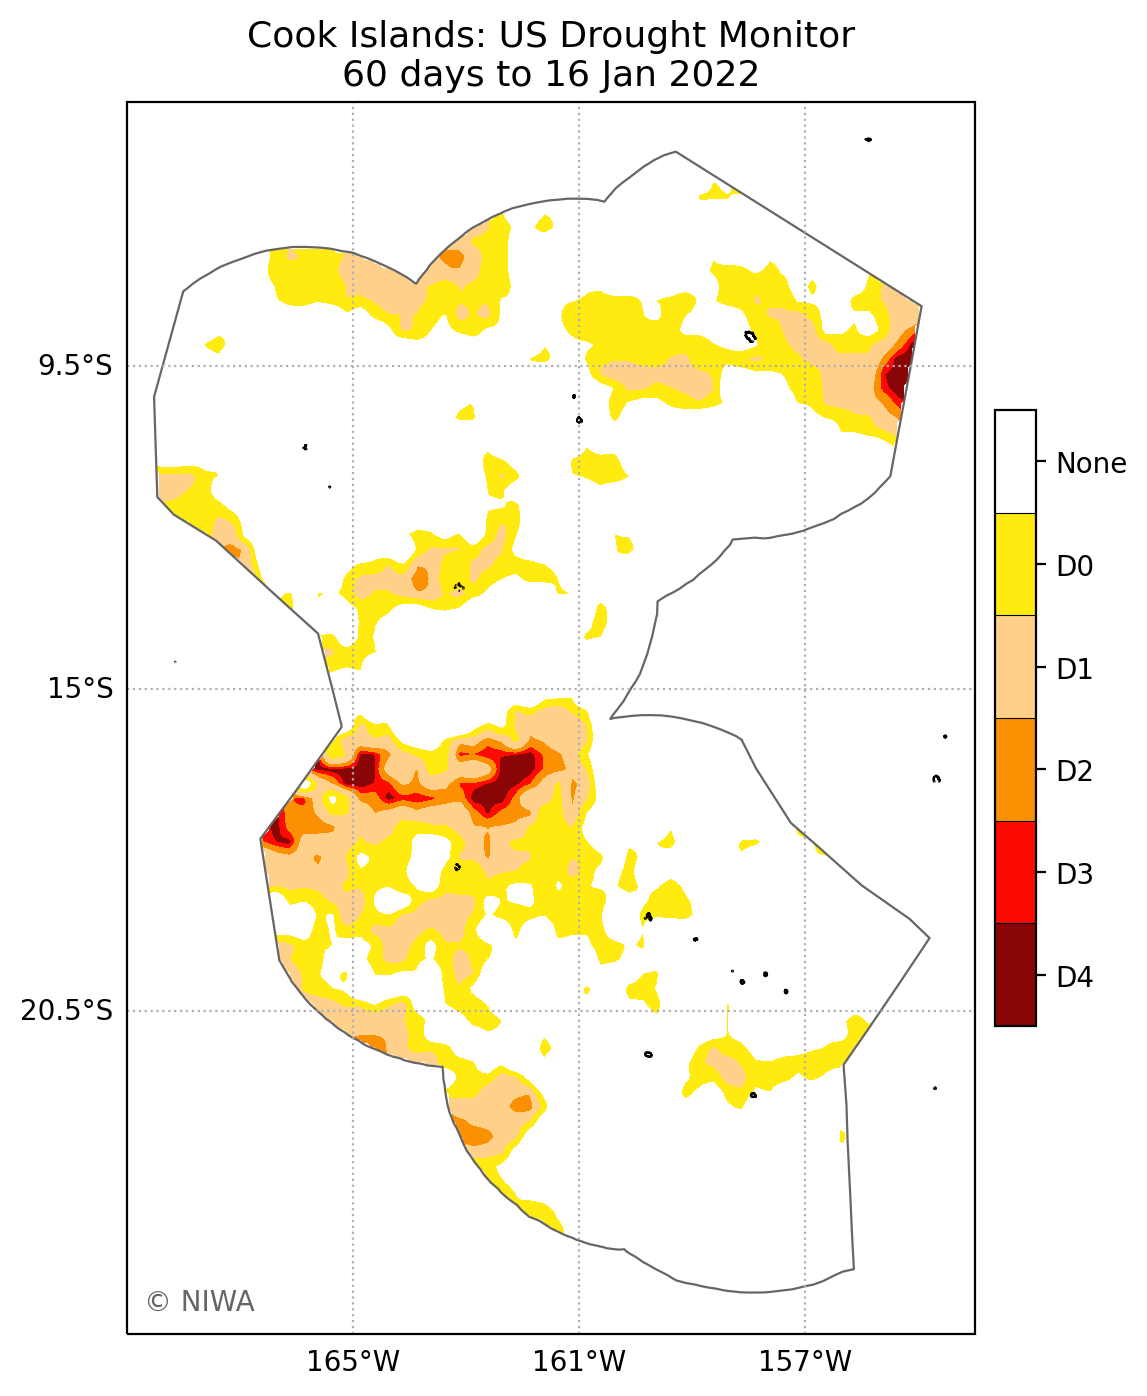 Cook Islands: US Drought Monitor
60 days to 16 Jan 2022
9.5°S
15°S
20.5°S
165°W
161°W
157°W
None
D0
D1
D2
D3
D4
© NIWA